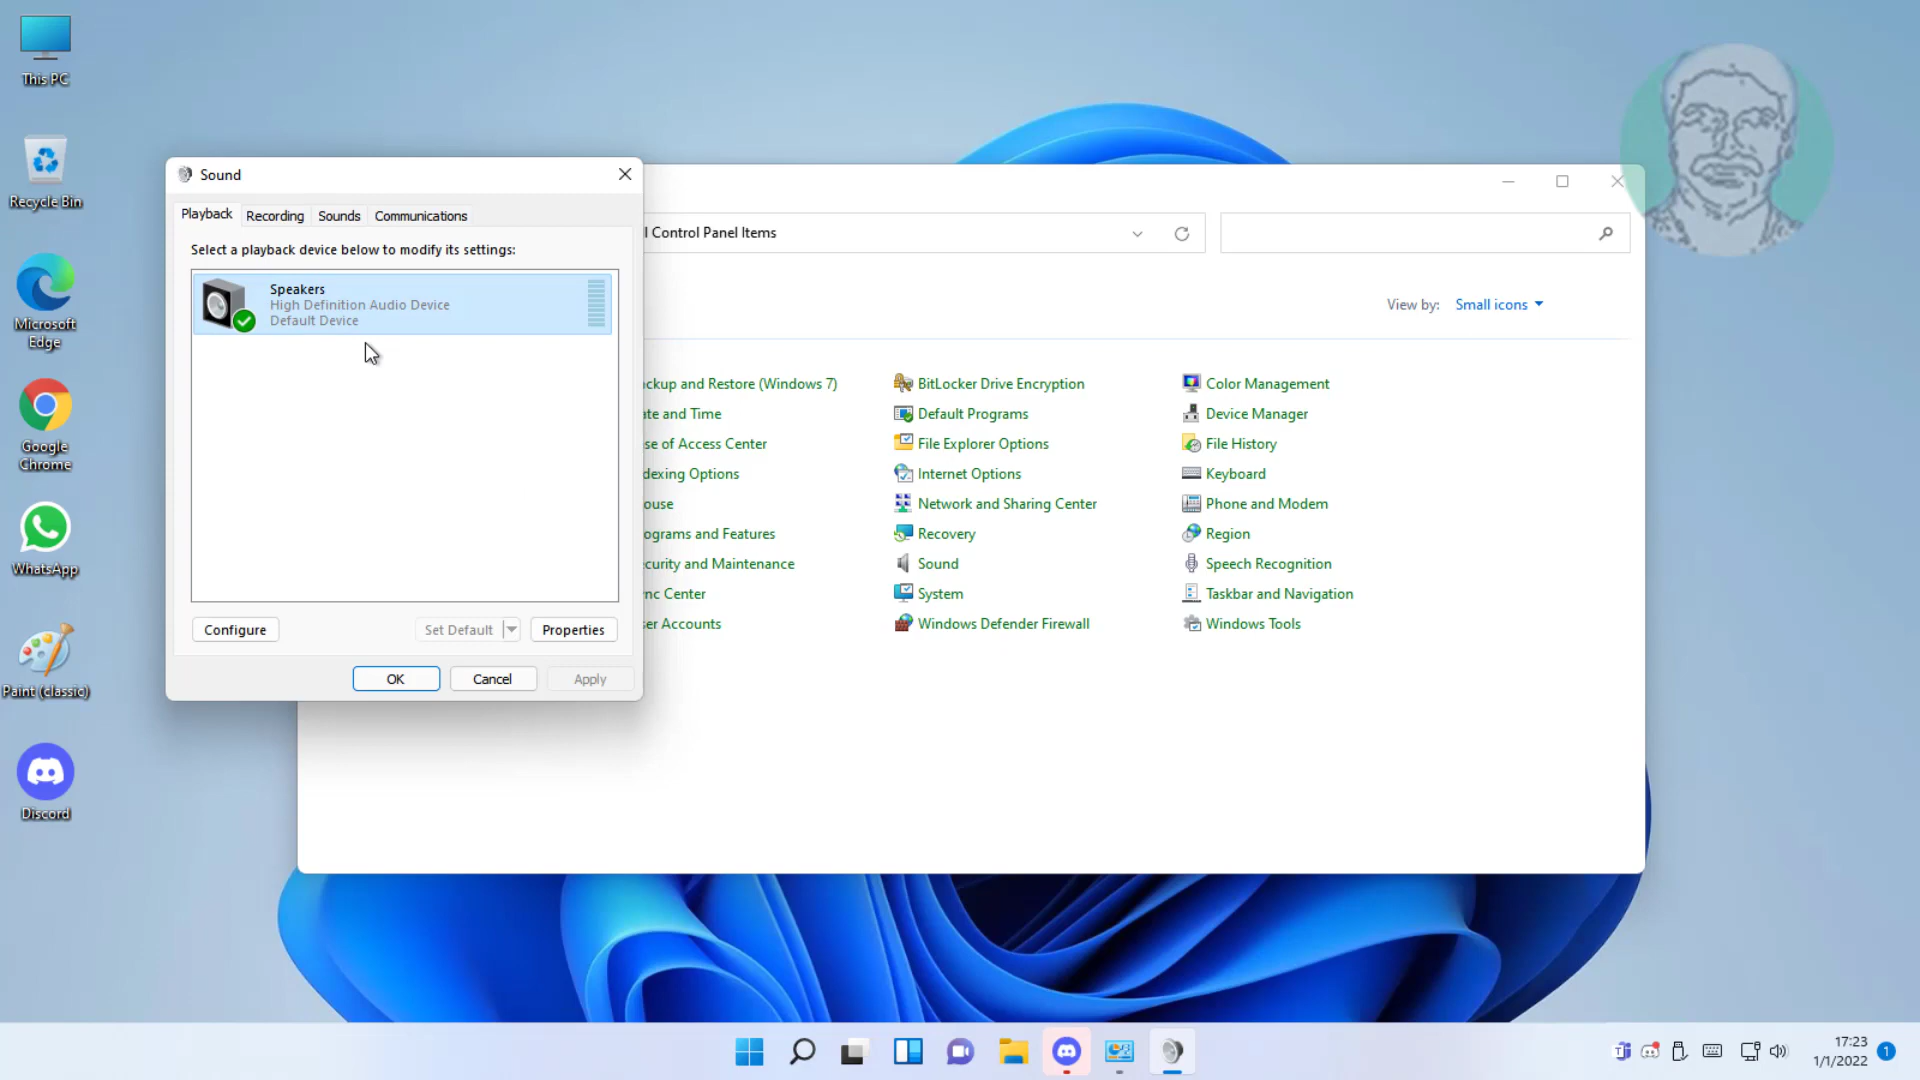 This PC
Recycle Bin
Microsoft
Edge
Google
Chrome
WhatsApp
Paint (classic)
Discord
Sound
Playback
Recording
Sounds
Communications
Select a playback device below to modify its settings:
Speakers
High Definition Audio Device
Default Device
Configure
Set Default
Properties
OK
Cancel
Apply
l Control Panel Items
View by:
Small icons
ckup and Restore (Windows 7)
BitLocker Drive Encryption
Color Management
ate and Time
Default Programs
Device Manager
se of Access Center
File Explorer Options
File History
dexing Options
Internet Options
Keyboard
ouse
Network and Sharing Center
Phone and Modem
ograms and Features
Recovery
Region
curity and Maintenance
Sound
Speech Recognition
nc Center
System
Taskbar and Navigation
er Accounts
Windows Defender Firewall
Windows Tools
17:23
1/1/2022
1